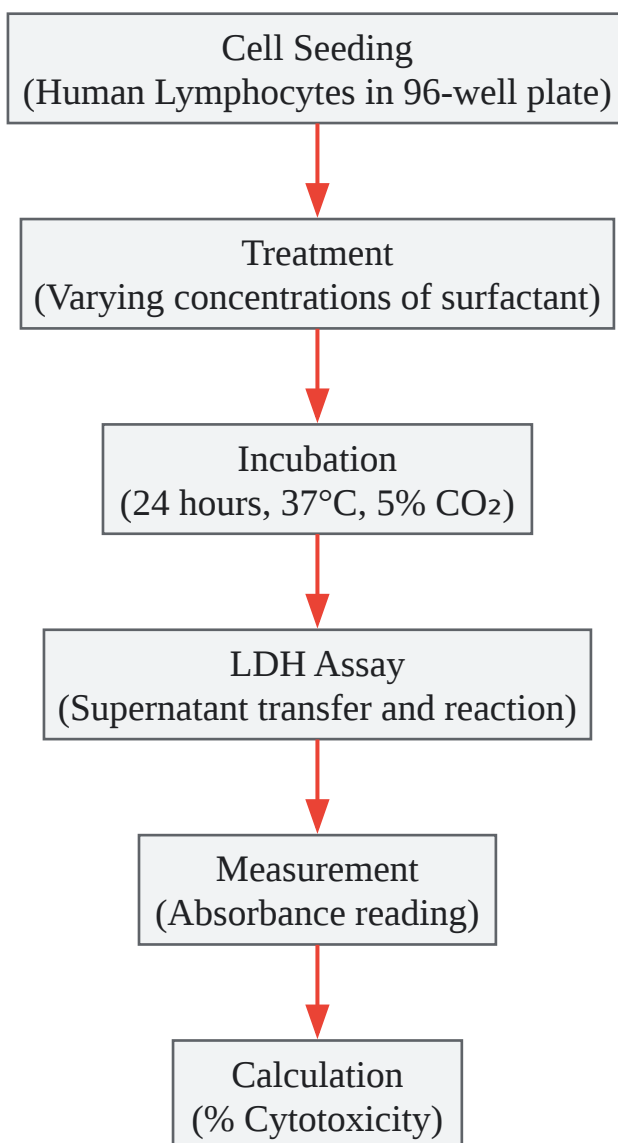 Cell Seeding
(Human Lymphocytes in 96-well plate)
Treatment
(Varying concentrations of surfactant)
Incubation
(24 hours, 37°C, 5% CO₂)
LDH Assay
(Supernatant transfer and reaction)
Measurement
(Absorbance reading)
Calculation
(% Cytotoxicity)